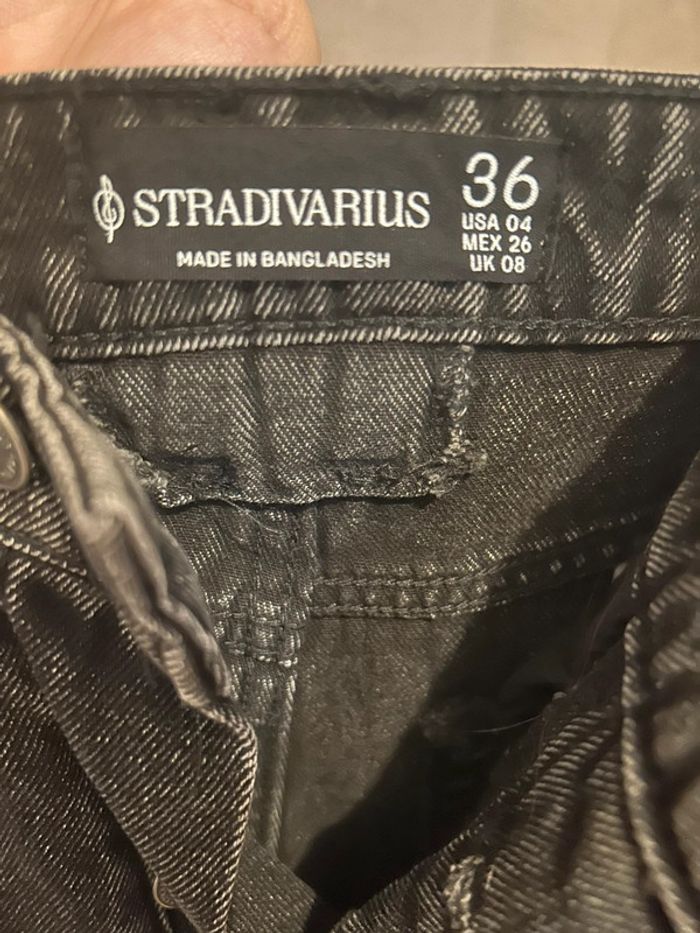 STRADIVARIUS
MADE IN BANGLADESH
36
USA 04
MEX 26
UK 08